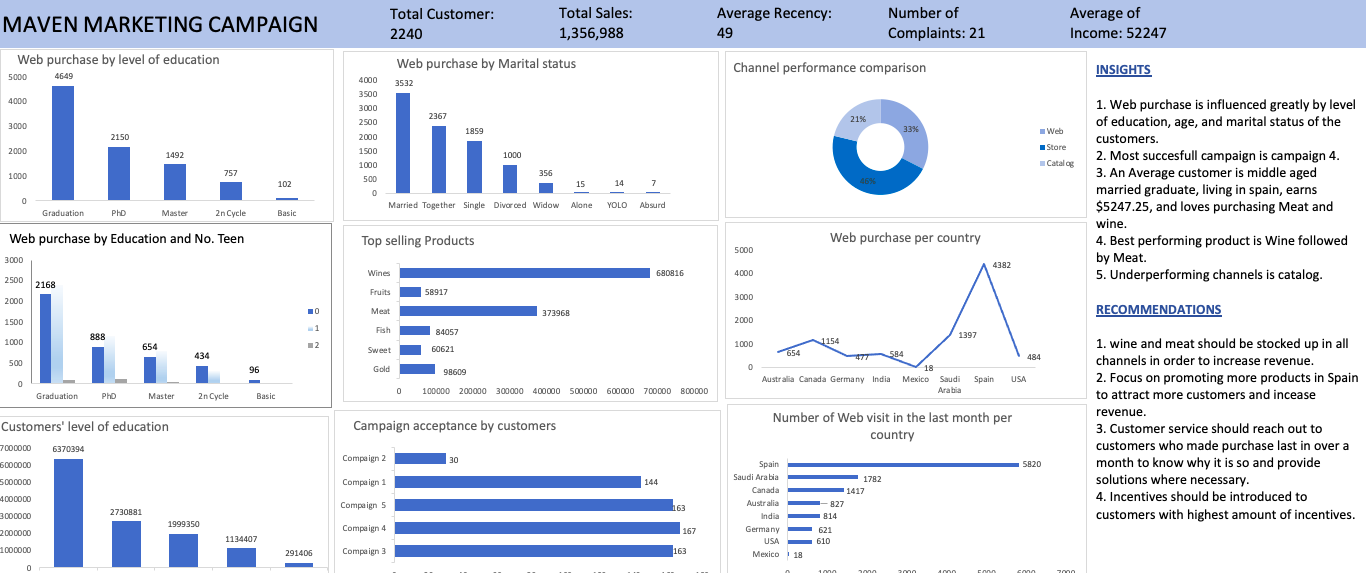 MAVEN MARKETING CAMPAIGN
Total Customer:
2240
Total Sales:
1,356,988
Average Recency:
49
Number of
Complaints: 21
Average of
Income: 52247
Web purchase by level of education
5000
4000
3000
2000
1000
0
4649
2150
1492
757
102
Graduation PhD Master 2n Cycle Basic
Web purchase by Marital status
4000
3500
3000
2500
2000
1500
1000
500
0
3532
2367
1859
1000
356
15
14
7
Married Together Single Divorced Widow Alone YOLO Absurd
Channel performance comparison
21%
33%
46%
Web
Store
Catalog
Web purchase by Education and No. Teen
3000
2500
2000
1500
1000
500
0
2168
888
654
434
96
Graduation PhD Master 2n Cycle Basic
0
1
2
Top selling Products
Wines 680816
Fruits 58917
Meat 373968
Fish 84057
Sweet 60621
Gold 98609
0 100000 200000 300000 400000 500000 600000 700000 800000
Web purchase per country
5000
4000
3000
2000
1000
0
654
1154
477
584
18
1397
4382
484
Australia Canada Germany India Mexico Saudi Spain USA
Arabia
Customers' level of education
7000000
6000000
5000000
4000000
3000000
2000000
1000000
0
6370394
2730881
1999350
1134407
291406
Campaign acceptance by customers
Compaign 2 30
Compaign 1 144
Compaign 5 163
Compaign 4 167
Compaign 3 163
Number of Web visit in the last month per
country
Spain 5820
Saudi Arabia 1782
Canada 1417
Australia 827
India 814
Germany 621
USA 610
Mexico 18
0 1000 2000 3000 4000 5000 6000 7000
INSIGHTS
1. Web purchase is influenced greatly by level
of education, age, and marital status of the
customers.
2. Most succesfull campaign is campaign 4.
3. An Average customer is middle aged
married graduate, living in spain, earns
$5247.25, and loves purchasing Meat and
wine.
4. Best performing product is Wine followed
by Meat.
5. Underperforming channels is catalog.
RECOMMENDATIONS
1. wine and meat should be stocked up in all
channels in order to increase revenue.
2. Focus on promoting more products in Spain
to attract more customers and incease
revenue.
3. Customer service should reach out to
customers who made purchase last in over a
month to know why it is so and provide
solutions where necessary.
4. Incentives should be introduced to
customers with highest amount of incentives.